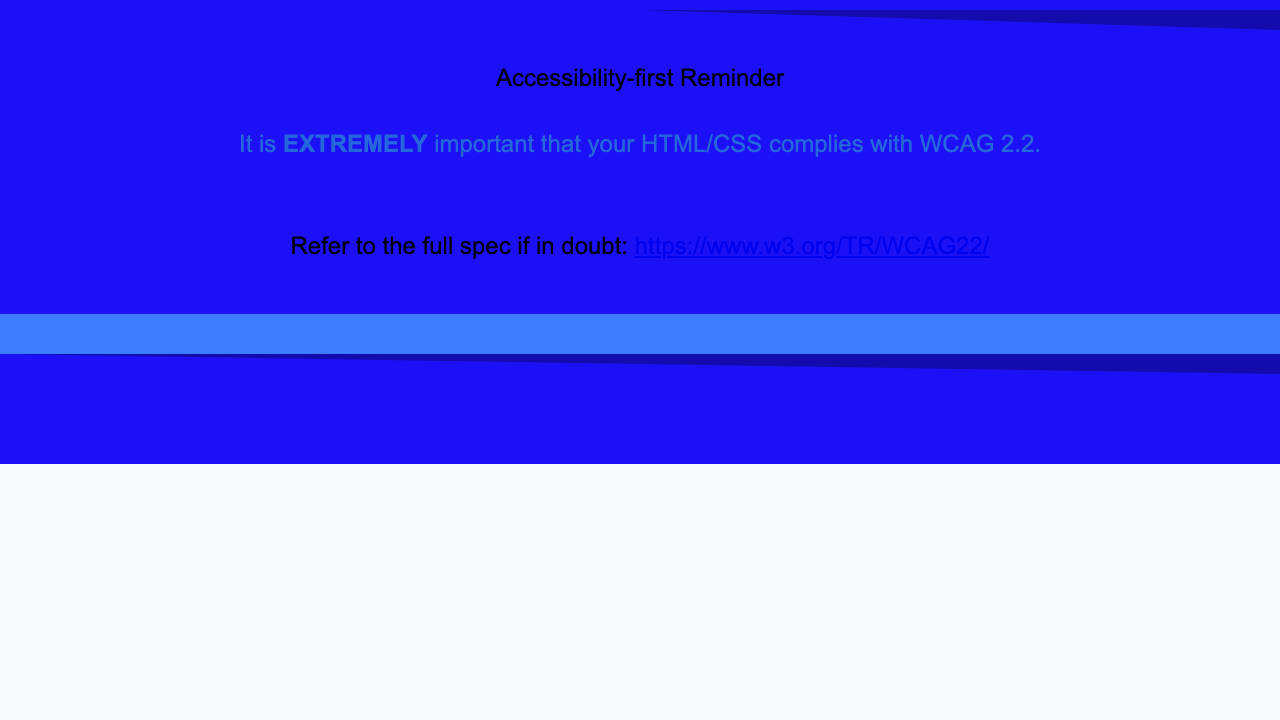 Accessibility-first Reminder
It is EXTREMELY important that your HTML/CSS complies with WCAG 2.2.
Refer to the full spec if in doubt: https://www.w3.org/TR/WCAG22/